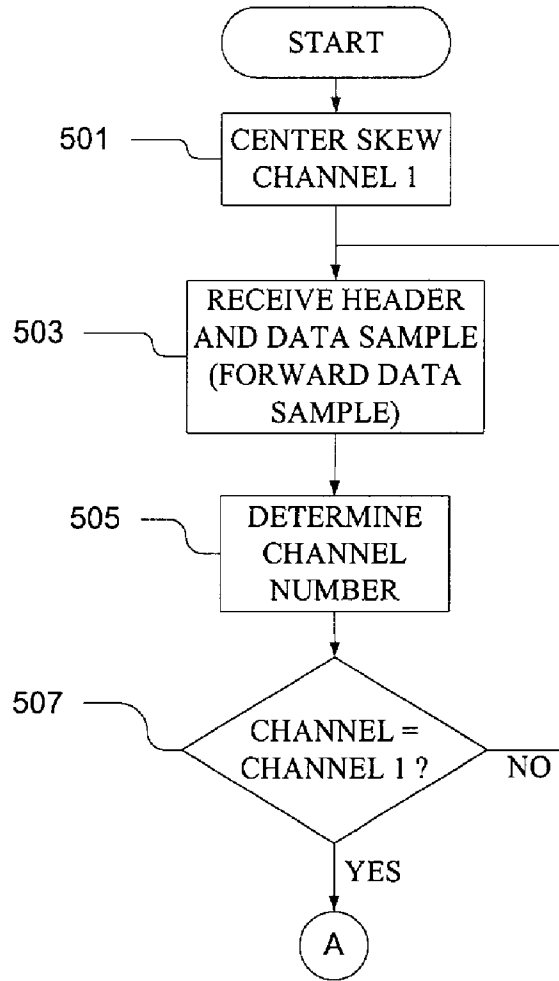 START
501
CENTER SKEW
CHANNEL 1
503
RECEIVE HEADER
AND DATA SAMPLE
(FORWARD DATA
SAMPLE)
505
DETERMINE
CHANNEL
NUMBER
507
CHANNEL =
CHANNEL 1 ?
NO
YES
A